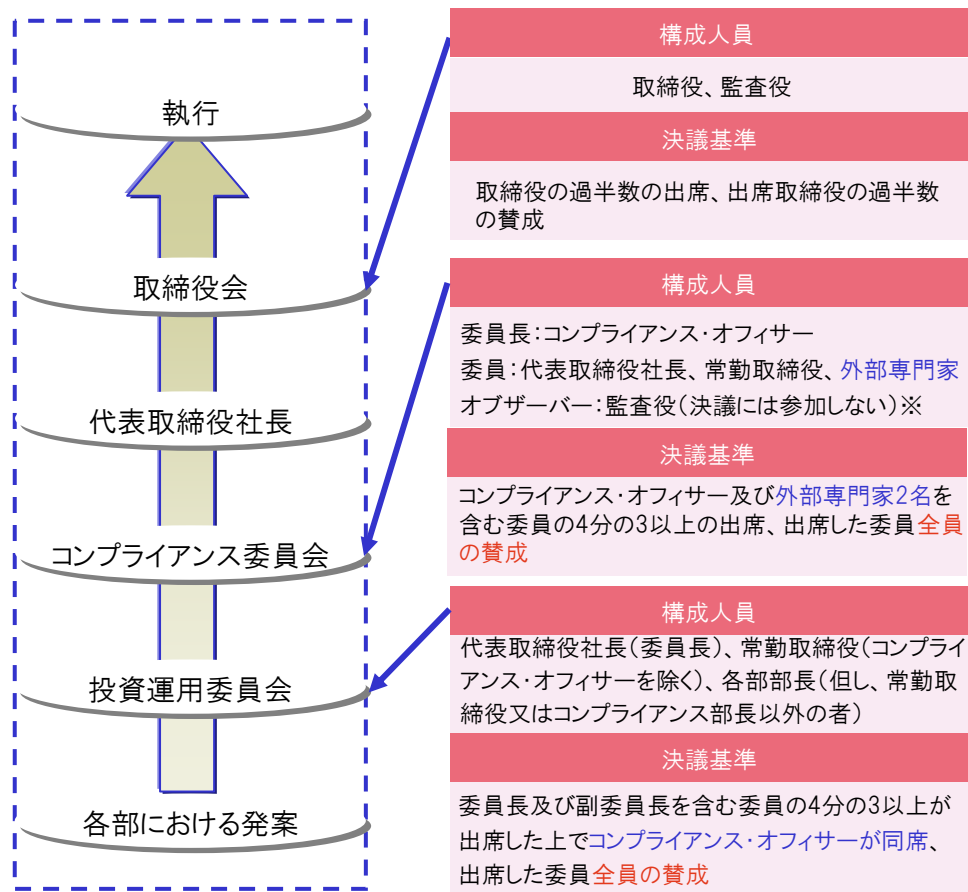 執行
取締役会
代表取締役社長
コンプライアンス委員会
投資運用委員会
各部における発案
構成人員
取締役、監査役
決議基準
取締役の過半数の出席、出席取締役の過半数
の賛成
構成人員
委員長：コンプライアンス・オフィサー
委員：代表取締役社長、常勤取締役、外部専門家
オブザーバー：監査役（決議には参加しない）※
決議基準
コンプライアンス・オフィサー及び外部専門家2名を
含む委員の4分の3以上の出席、出席した委員全員
の賛成
構成人員
代表取締役社長（委員長）、常勤取締役（コンプライ
アンス・オフィサーを除く）、各部部長（但し、常勤取
締役又はコンプライアンス部長以外の者）
決議基準
委員長及び副委員長を含む委員の4分の3以上が
出席した上でコンプライアンス・オフィサーが同席、
出席した委員全員の賛成